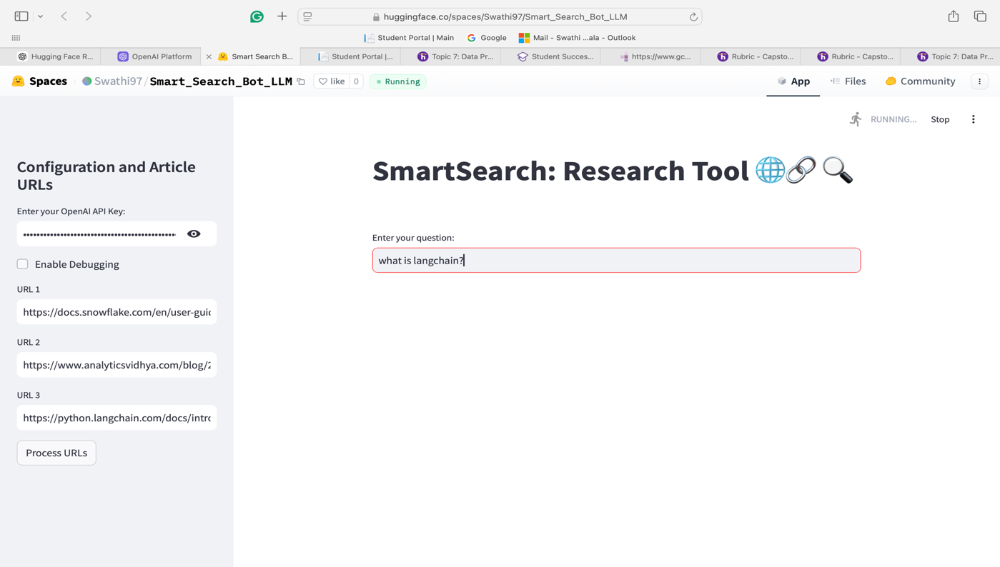 huggingface.co/spaces/Swathi97/Smart_Search_Bot_LLM
Student Portal | Main Google Mail - Swathi ...ala - Outlook
Hugging Face R... OpenAI Platform Smart Search B... Student Portal |... Topic 7: Data Pr... Student Succes... https://www.gc... Rubric - Capsto... Rubric - Capsto... Topic 7: Data Pr...
Spaces Swathi97/Smart_Search_Bot_LLM like 0 Running App Files Community
RUNNING... Stop
Configuration and Article
URLs
Enter your OpenAI API Key:
Enable Debugging
URL 1
https://docs.snowflake.com/en/user-guid
URL 2
https://www.analyticsvidhya.com/blog/2
URL 3
https://python.langchain.com/docs/intro
Process URLs
SmartSearch: Research Tool 🌐🔗 🔍
Enter your question:
what is langchain?